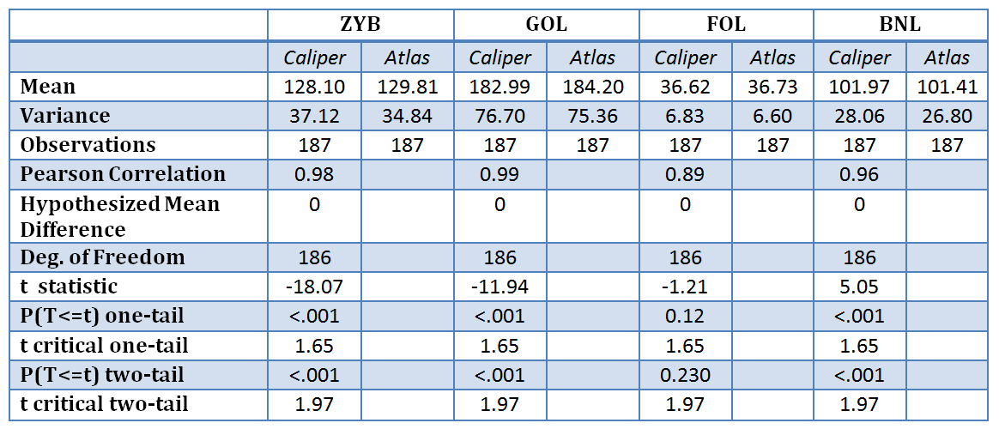 ZYB GOL FOL BNL
Caliper Atlas Caliper Atlas Caliper Atlas Caliper Atlas
Mean 128.10 129.81 182.99 184.20 36.62 36.73 101.97 101.41
Variance 37.12 34.84 76.70 75.36 6.83 6.60 28.06 26.80
Observations 187 187 187 187 187 187 187 187
Pearson Correlation 0.98 0.99 0.89 0.96
Hypothesized Mean 0 0 0 0
Difference
Deg. of Freedom 186 186 186 186
t statistic -18.07 -11.94 -1.21 5.05
P(T<=t) one-tail <.001 <.001 0.12 <.001
t critical one-tail 1.65 1.65 1.65 1.65
P(T<=t) two-tail <.001 <.001 0.230 <.001
t critical two-tail 1.97 1.97 1.97 1.97